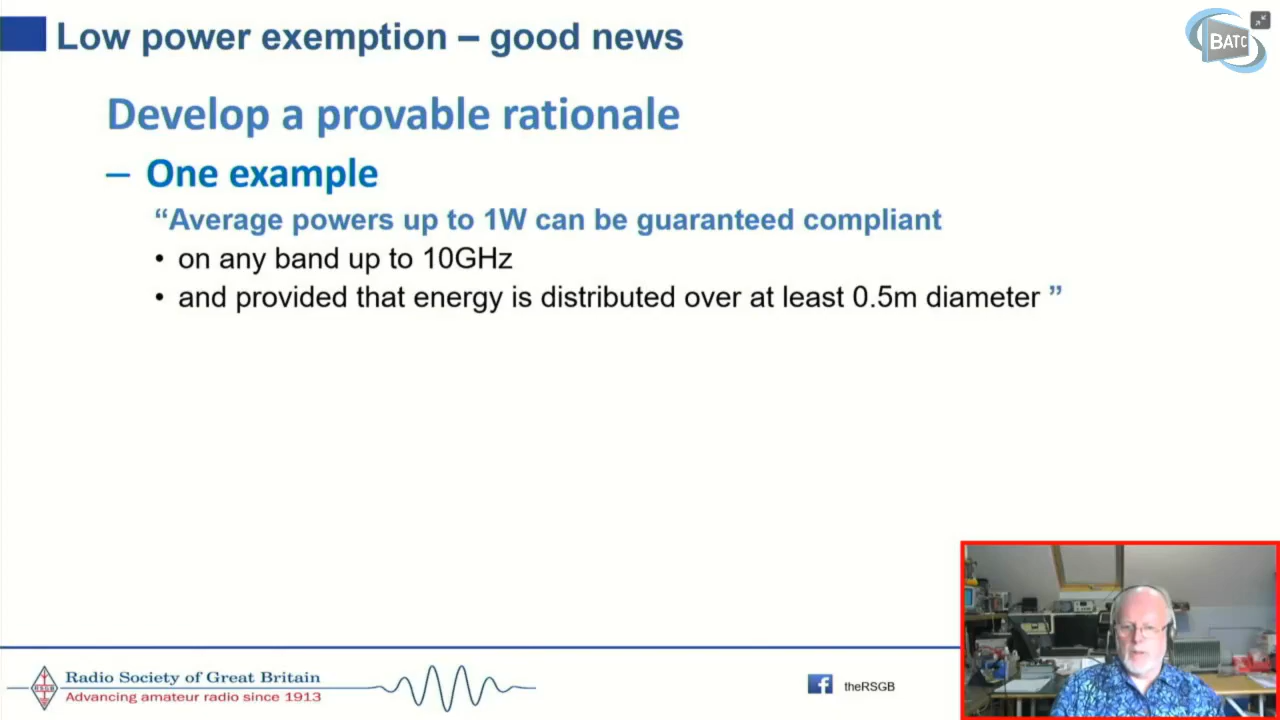 Low power exemption – good news
BATC
Develop a provable rationale
– One example
“Average powers up to 1W can be guaranteed compliant
• on any band up to 10GHz
• and provided that energy is distributed over at least 0.5m diameter ”
Radio Society of Great Britain
Advancing amateur radio since 1913
theRSGB